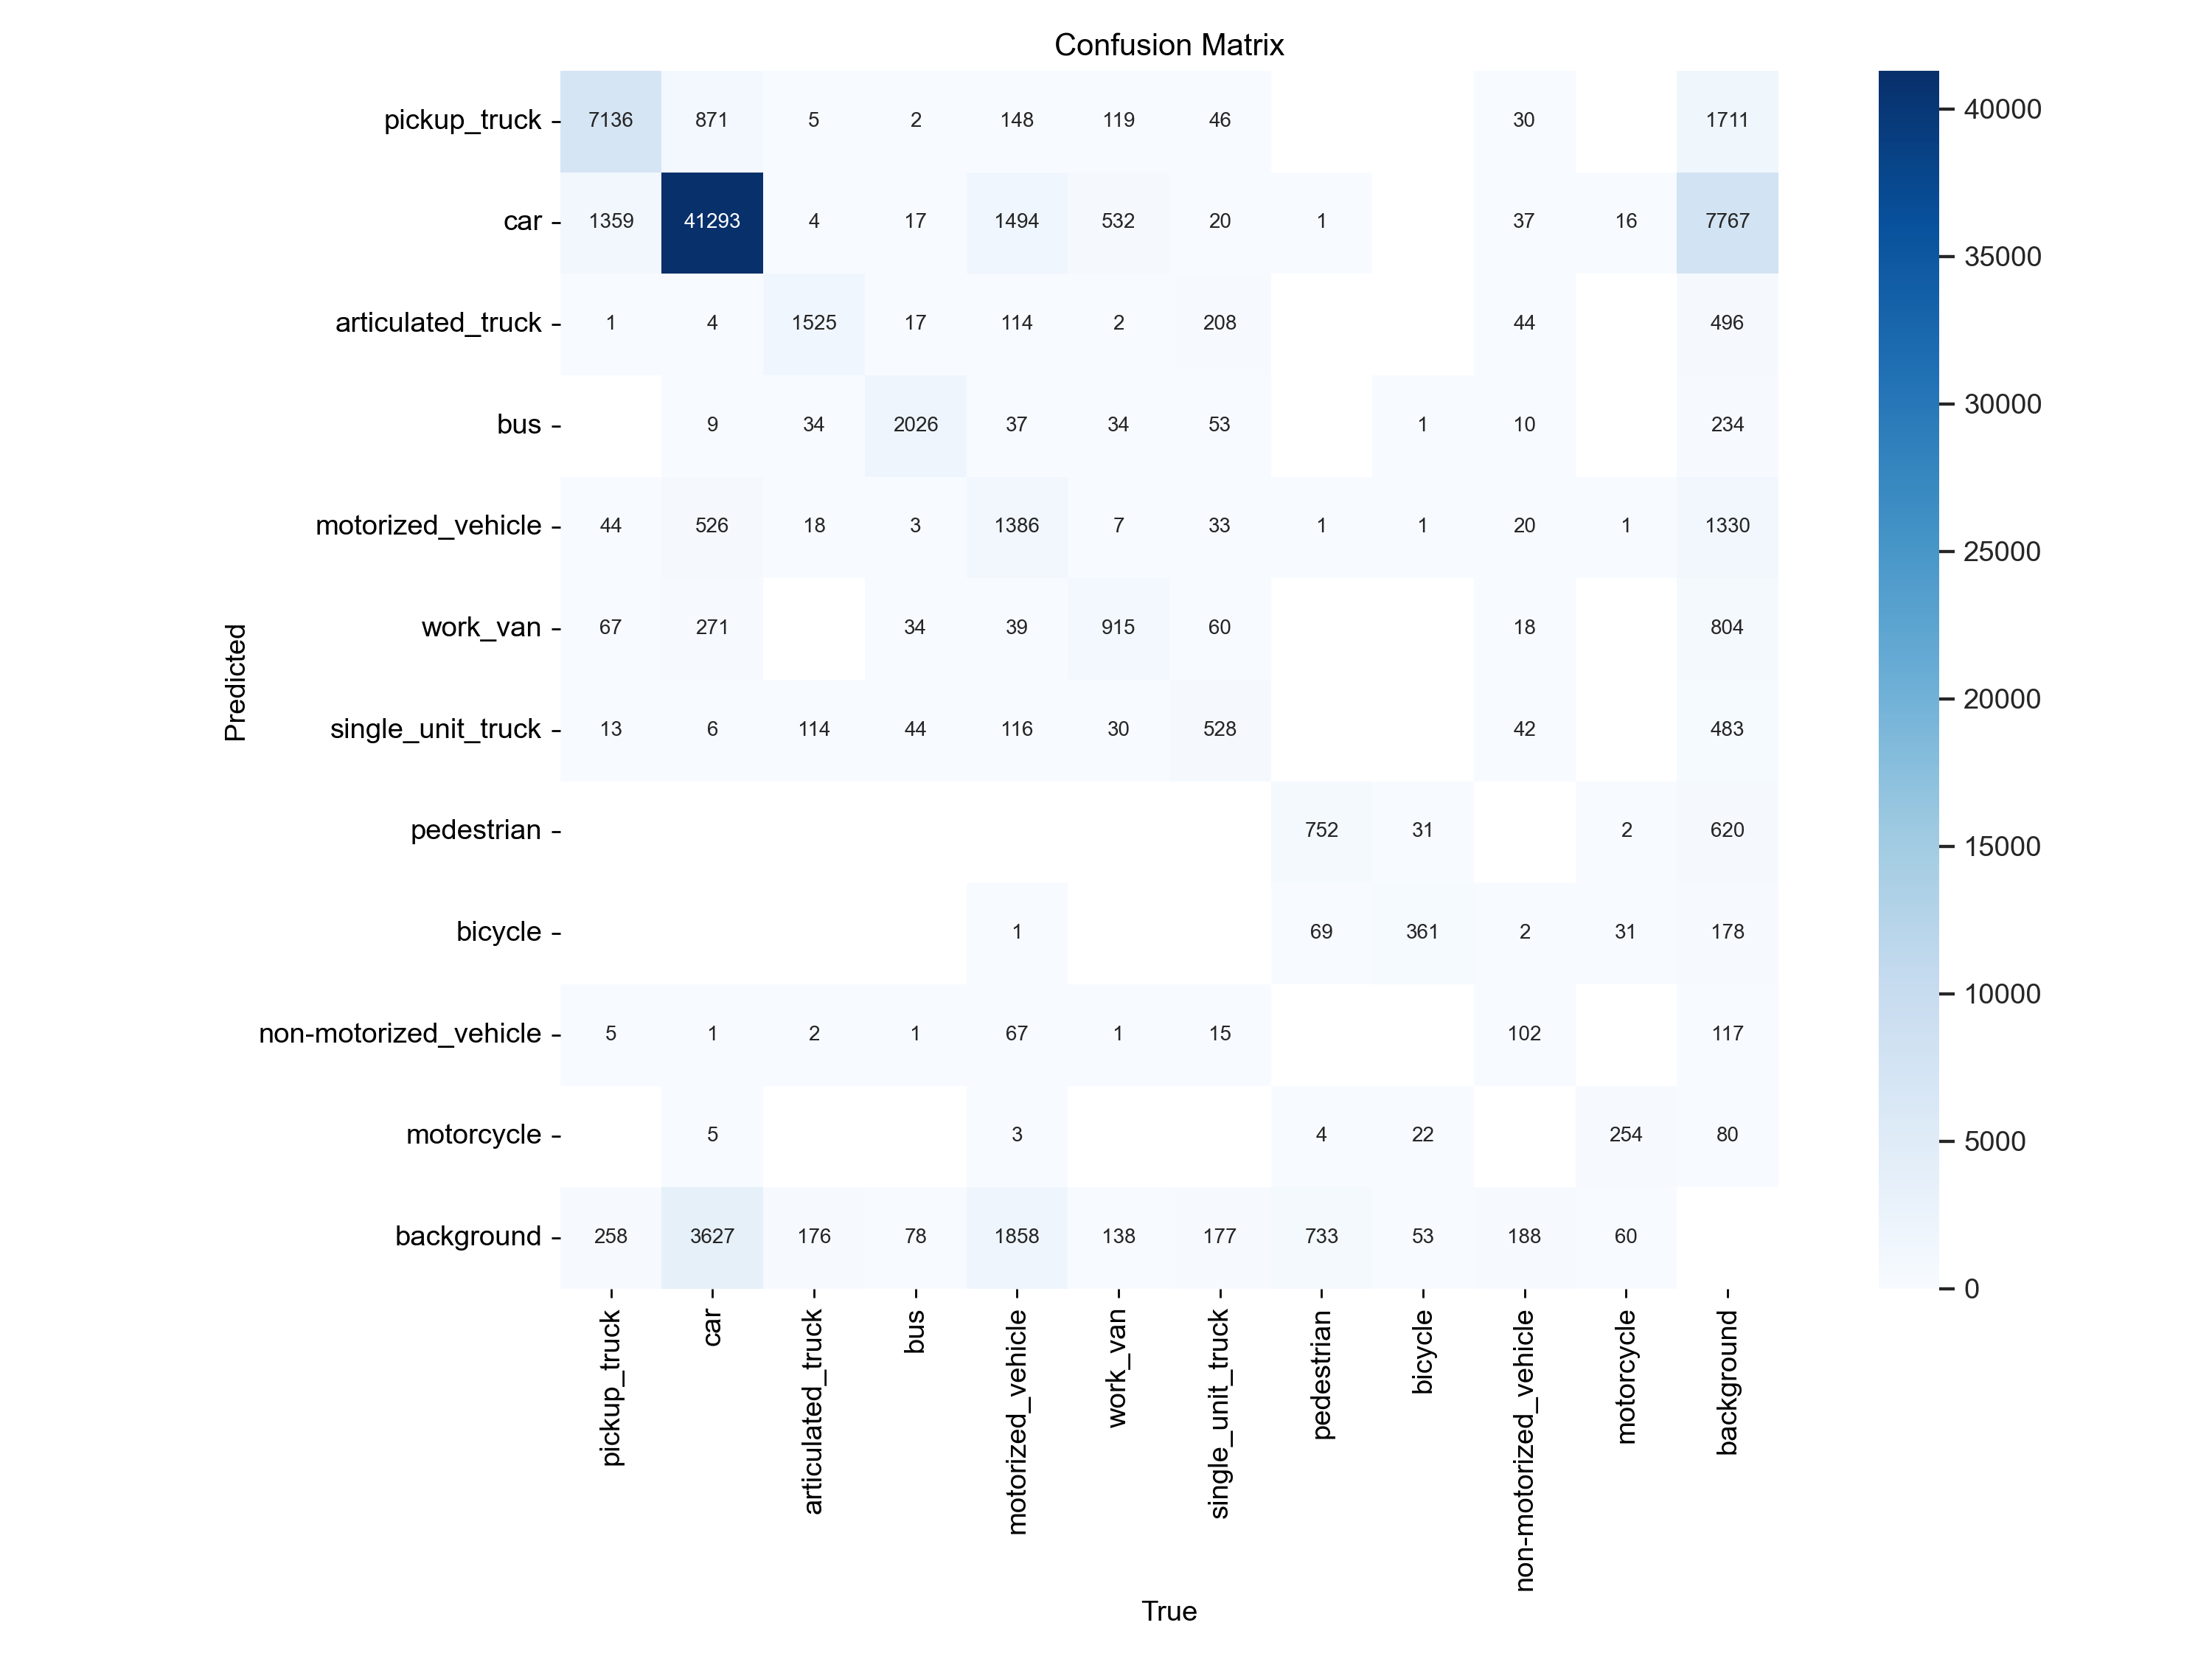 Confusion Matrix
pickup_truck 7136 871 5 2 148 119 46 30 1711
car 1359 41293 4 17 1494 532 20 1 37 16 7767
articulated_truck 1 4 1525 17 114 2 208 44 496
bus 9 34 2026 37 34 53 1 10 234
motorized_vehicle 44 526 18 3 1386 7 33 1 1 20 1 1330
work_van 67 271 34 39 915 60 18 804
single_unit_truck 13 6 114 44 116 30 528 42 483
pedestrian 752 31 2 620
bicycle 1 69 361 2 31 178
non-motorized_vehicle 5 1 2 1 67 1 15 102 117
motorcycle 5 3 4 22 254 80
background 258 3627 176 78 1858 138 177 733 53 188 60
Predicted
pickup_truck
car
articulated_truck
bus
motorized_vehicle
work_van
single_unit_truck
pedestrian
bicycle
non-motorized_vehicle
motorcycle
background
True
40000
35000
30000
25000
20000
15000
10000
5000
0